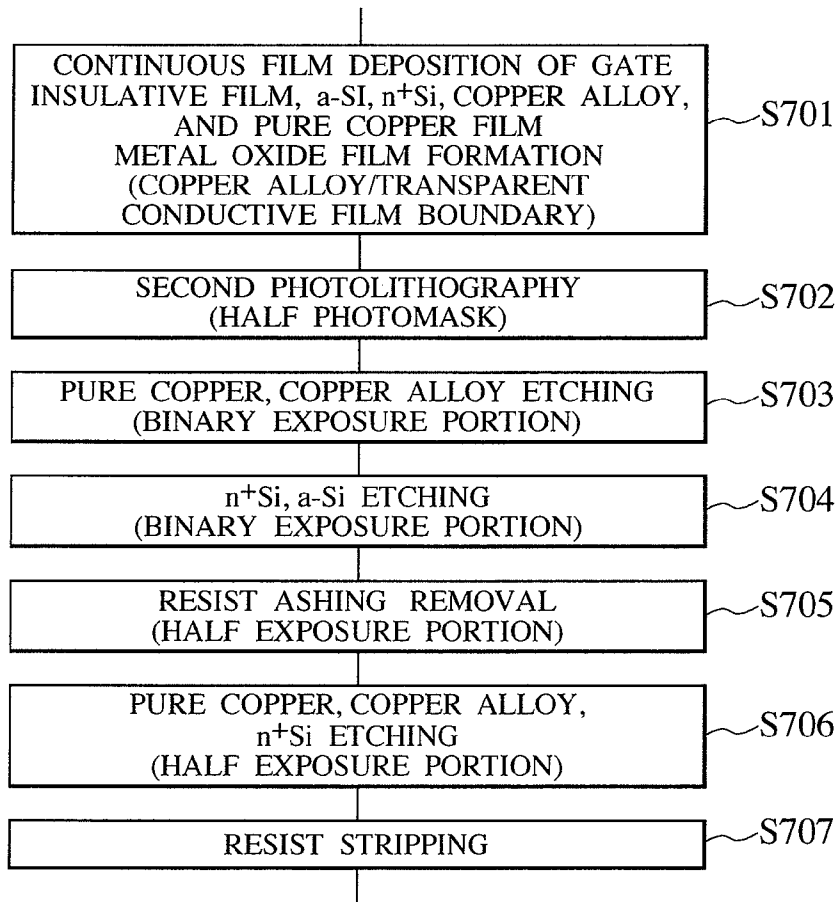 CONTINUOUS FILM DEPOSITION OF GATE
INSULATIVE FILM, a-SI, n+Si, COPPER ALLOY,
AND PURE COPPER FILM
METAL OXIDE FILM FORMATION
(COPPER ALLOY/TRANSPARENT
CONDUCTIVE FILM BOUNDARY)
S701
SECOND PHOTOLITHOGRAPHY
(HALF PHOTOMASK)
S702
PURE COPPER, COPPER ALLOY ETCHING
(BINARY EXPOSURE PORTION)
S703
n+Si, a-Si ETCHING
(BINARY EXPOSURE PORTION)
S704
RESIST ASHING REMOVAL
(HALF EXPOSURE PORTION)
S705
PURE COPPER, COPPER ALLOY,
n+Si ETCHING
(HALF EXPOSURE PORTION)
S706
RESIST STRIPPING
S707